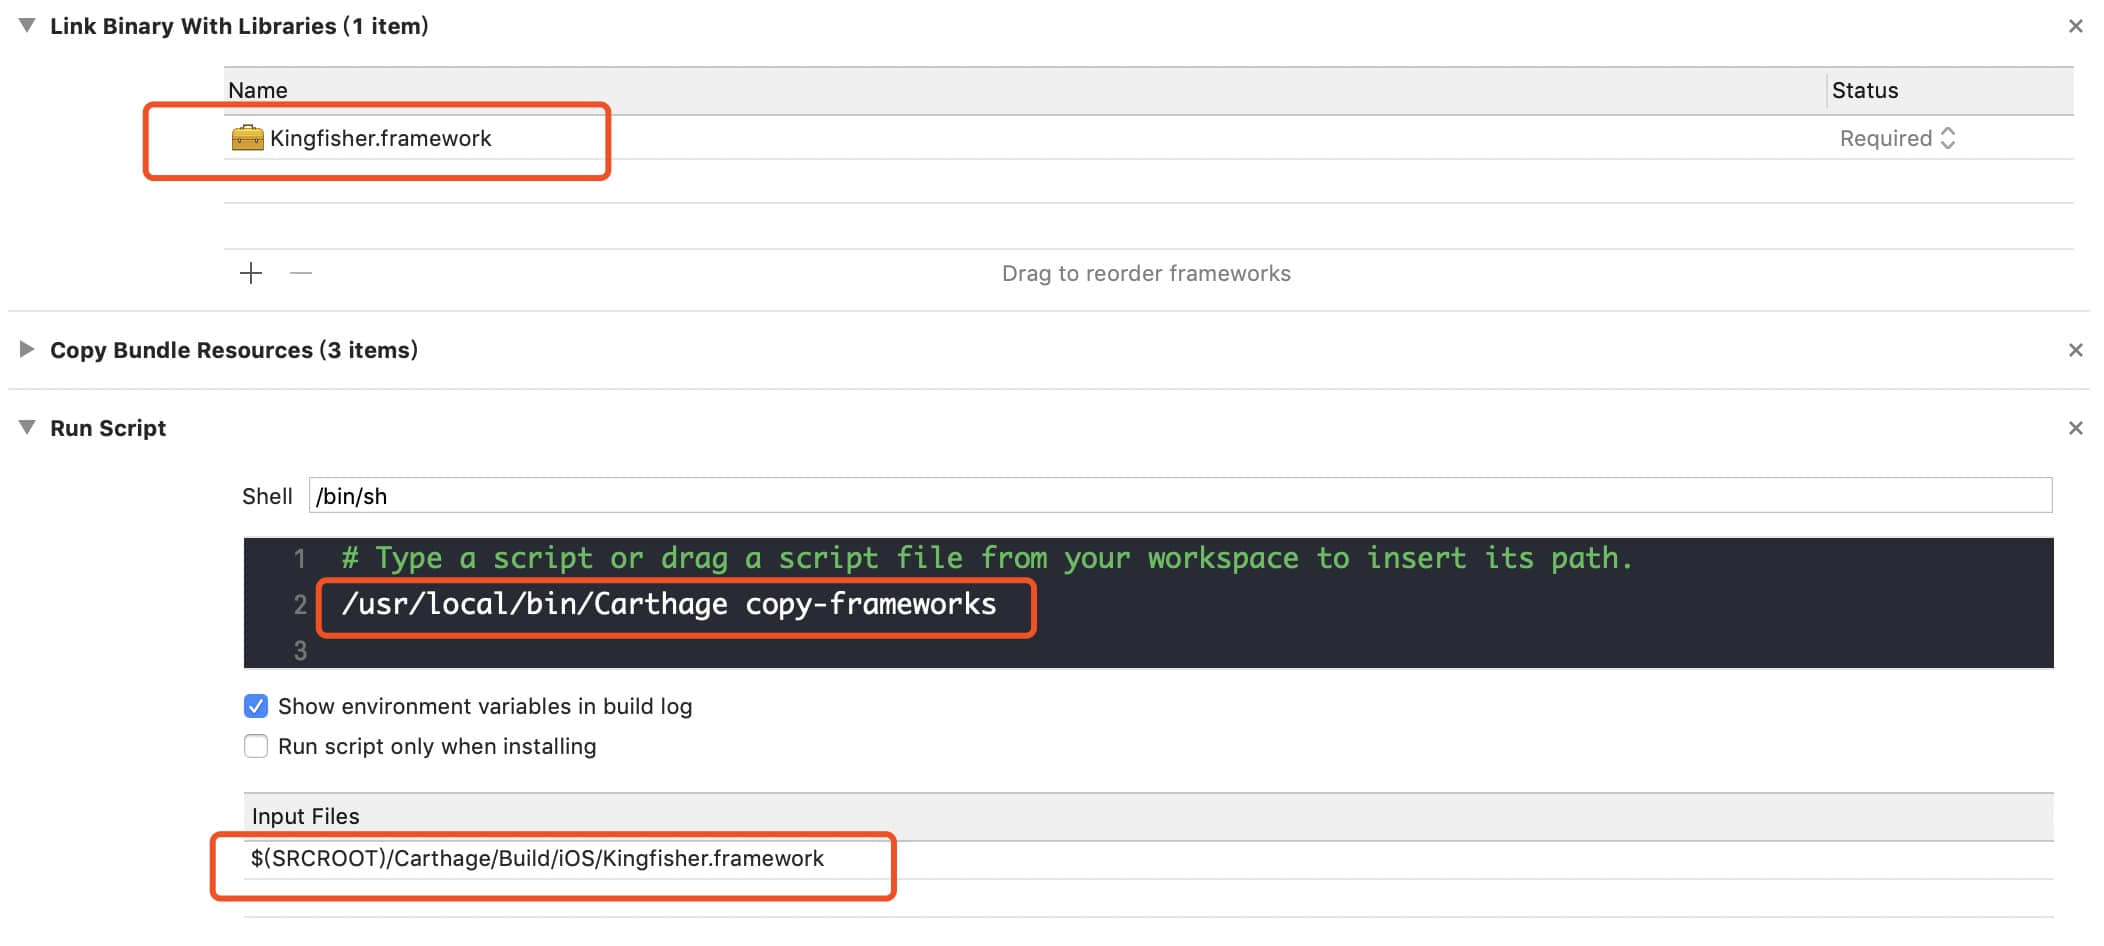 Link Binary With Libraries (1 item)
Name
Status
Kingfisher.framework
Required
Drag to reorder frameworks
Copy Bundle Resources (3 items)
Run Script
Shell /bin/sh
1 # Type a script or drag a script file from your workspace to insert its path.
2 /usr/local/bin/Carthage copy-frameworks
3
Show environment variables in build log
Run script only when installing
Input Files
$(SRCROOT)/Carthage/Build/iOS/Kingfisher.framework